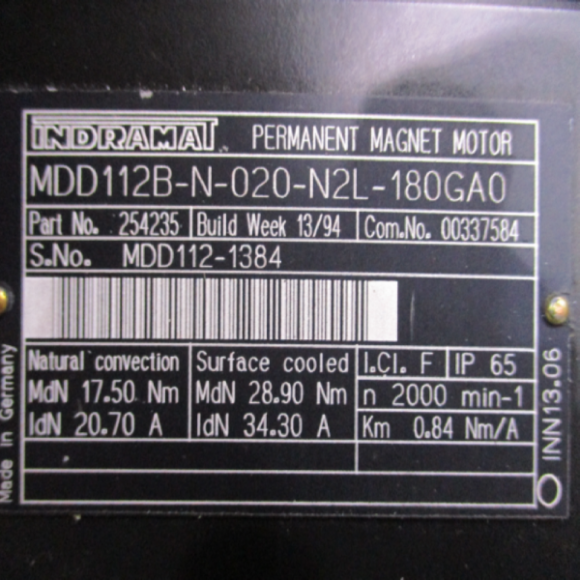 INDRAMAT PERMANENT MAGNET MOTOR
MDD112B-N-020-N2L-180GA0
Part No. 254235 Build Week 13/94 Com.No. 00337584
S.No. MDD112-1384
Natural convection Surface cooled I.Cl. F IP 65
MdN 17.50 Nm MdN 28.90 Nm n 2000 min-1
IdN 20.70 A IdN 34.30 A Km 0.84 Nm/A
Made in Germany
INN13.06